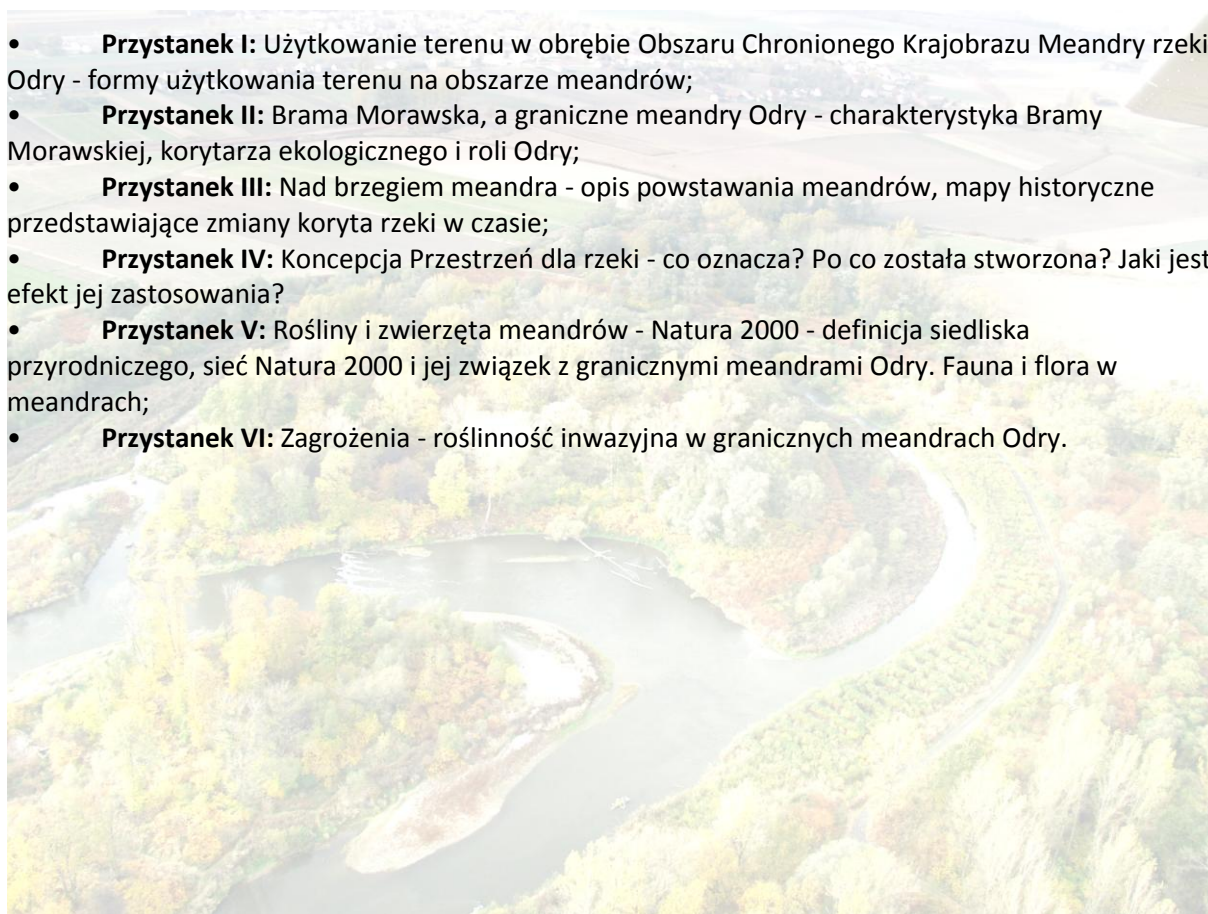 • Przystanek I: Użytkowanie terenu w obrębie Obszaru Chronionego Krajobrazu Meandry rzeki
Odry - formy użytkowania terenu na obszarze meandrów;
• Przystanek II: Brama Morawska, a graniczne meandry Odry - charakterystyka Bramy
Morawskiej, korytarza ekologicznego i roli Odry;
• Przystanek III: Nad brzegiem meandra - opis powstawania meandrów, mapy historyczne
przedstawiające zmiany koryta rzeki w czasie;
• Przystanek IV: Koncepcja Przestrzeń dla rzeki - co oznacza? Po co została stworzona? Jaki jest
efekt jej zastosowania?
• Przystanek V: Rośliny i zwierzęta meandrów - Natura 2000 - definicja siedliska
przyrodniczego, sieć Natura 2000 i jej związek z granicznymi meandrami Odry. Fauna i flora w
meandrach;
• Przystanek VI: Zagrożenia - roślinność inwazyjna w granicznych meandrach Odry.